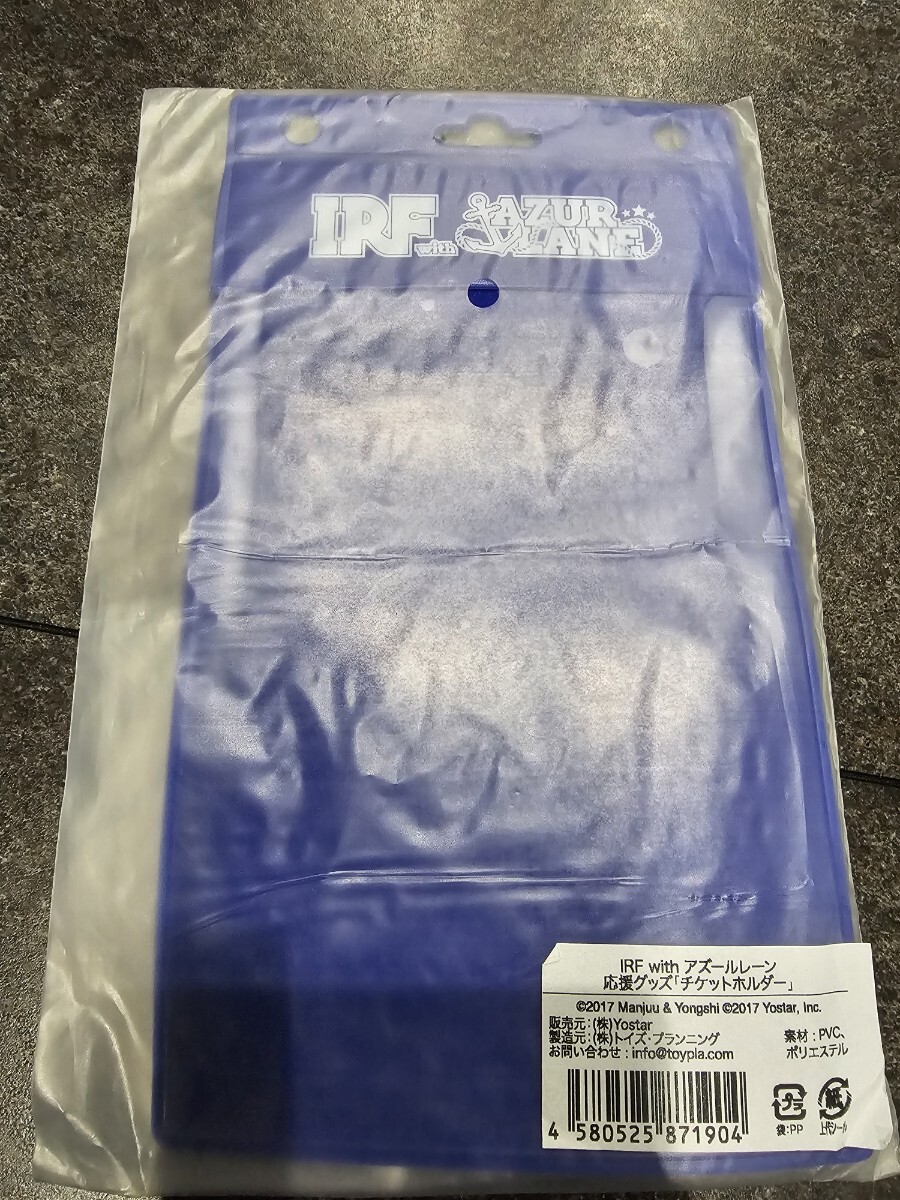 IRF with AZUR LANE
IRF with アズールレーン
応援グッズ「チケットホルダー」
©2017 Manjuu & Yongshi ©2017 Yostar, Inc.
販売元:(株)Yostar
製造元:(株)トイズ・プランニング
お問い合わせ : info@toypla.com
素材 : PVC、
ポリエステル
4 580525 871904
プラ
袋:PP
紙
上代シール